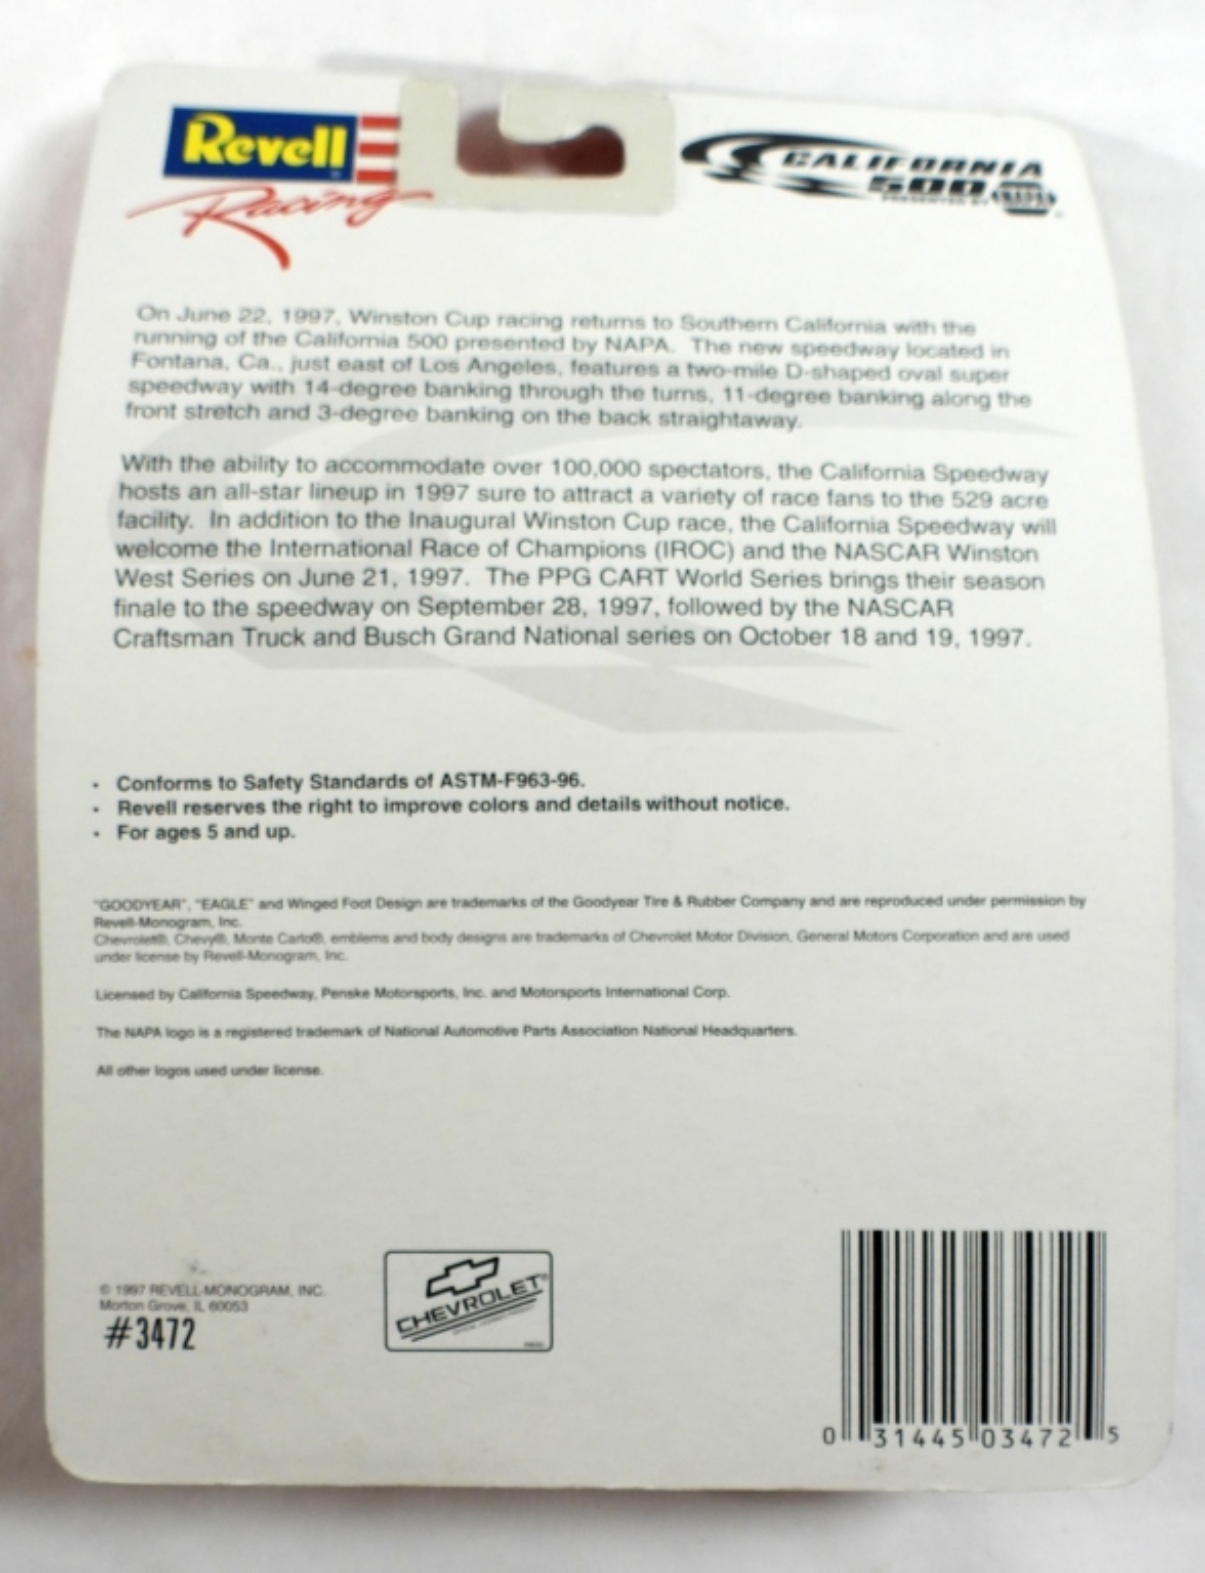 Revell
Racing
CALIFORNIA
500
PRESENTED BY NAPA
On June 22, 1997, Winston Cup racing returns to Southern California with the
running of the California 500 presented by NAPA.  The new speedway located in
Fontana, Ca., just east of Los Angeles, features a two-mile D-shaped oval super
speedway with 14-degree banking through the turns, 11-degree banking along the
front stretch and 3-degree banking on the back straightaway.
With the ability to accommodate over 100,000 spectators, the California Speedway
hosts an all-star lineup in 1997 sure to attract a variety of race fans to the 529 acre
facility.  In addition to the Inaugural Winston Cup race, the California Speedway will
welcome the International Race of Champions (IROC) and the NASCAR Winston
West Series on June 21, 1997.  The PPG CART World Series brings their season
finale to the speedway on September 28, 1997, followed by the NASCAR
Craftsman Truck and Busch Grand National series on October 18 and 19, 1997.
• Conforms to Safety Standards of ASTM-F963-96.
• Revell reserves the right to improve colors and details without notice.
• For ages 5 and up.
"GOODYEAR", "EAGLE" and Winged Foot Design are trademarks of the Goodyear Tire & Rubber Company and are reproduced under permission by
Revell-Monogram, Inc.
Chevrolet®, Chevy®, Monte Carlo®, emblems and body designs are trademarks of Chevrolet Motor Division, General Motors Corporation and are used
under license by Revell-Monogram, Inc.
Licensed by California Speedway, Penske Motorsports, Inc. and Motorsports International Corp.
The NAPA logo is a registered trademark of National Automotive Parts Association National Headquarters.
All other logos used under license.
© 1997 REVELL-MONOGRAM, INC.
Morton Grove, IL 60053
#3472
CHEVROLET®
0 31445 03472 5